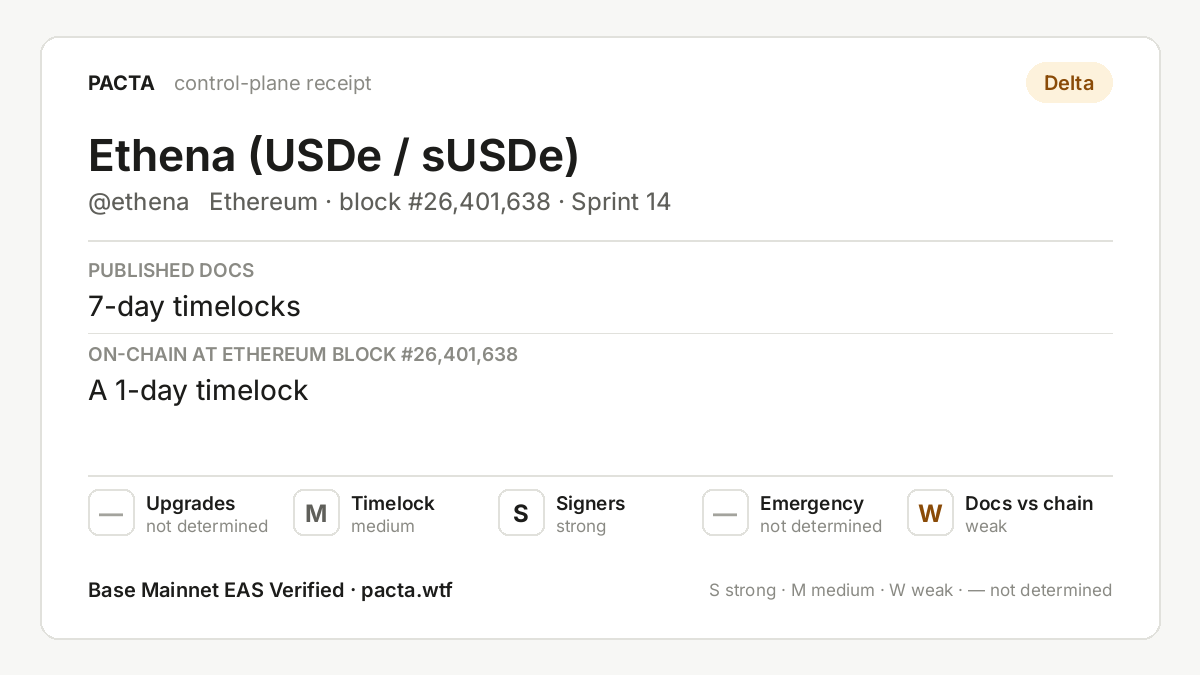 PACTA control-plane receipt Delta
Ethena (USDe / sUSDe)
@ethena Ethereum · block #26,401,638 · Sprint 14
PUBLISHED DOCS
7-day timelocks
ON-CHAIN AT ETHEREUM BLOCK #26,401,638
A 1-day timelock
— Upgrades not determined
M Timelock medium
S Signers strong
— Emergency not determined
W Docs vs chain weak
Base Mainnet EAS Verified · pacta.wtf
S strong · M medium · W weak · — not determined